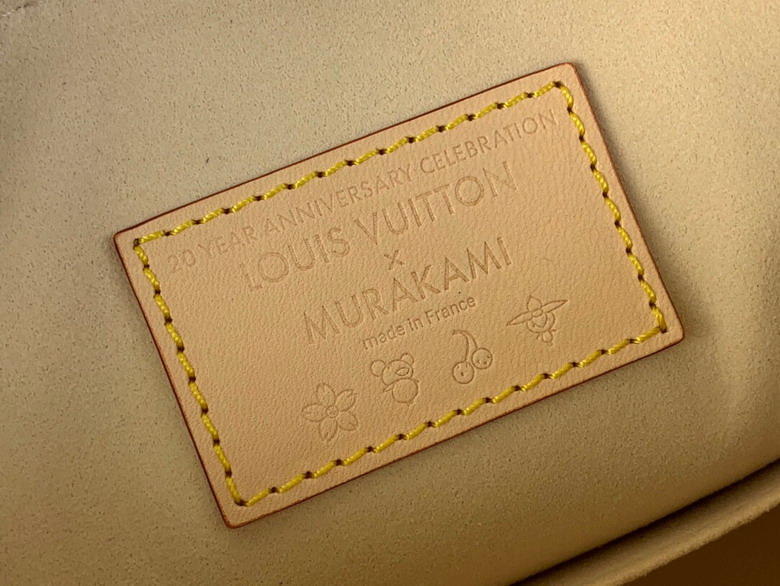 20 YEAR ANNIVERSARY CELEBRATION
LOUIS VUITTON
×
MURAKAMI
made in France